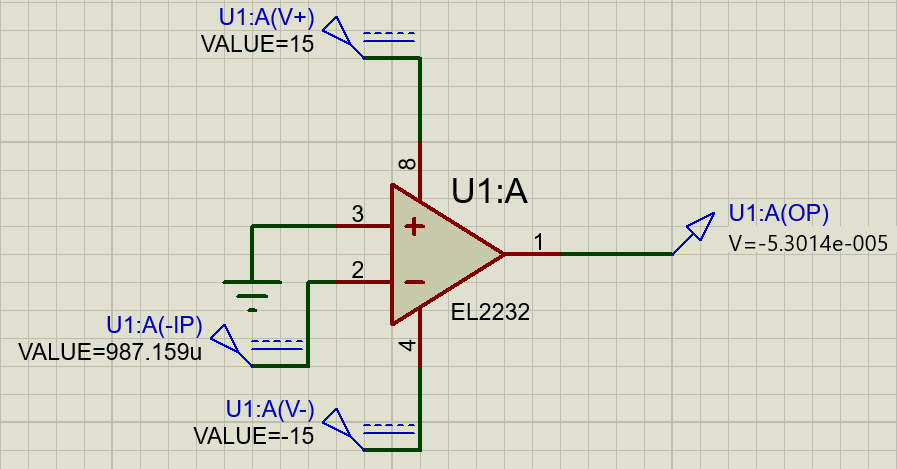 U1:A(V+)
VALUE=15
8
U1:A
3
+
U1:A(OP)
1
V=-5.3014e-005
2
−
EL2232
U1:A(-IP)
VALUE=987.159u
4
U1:A(V-)
VALUE=-15